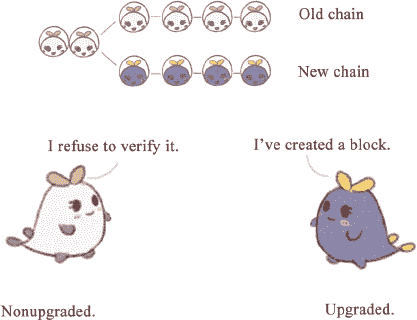 Old chain
New chain
I refuse to verify it.
I've created a block.
Nonupgraded.
Upgraded.